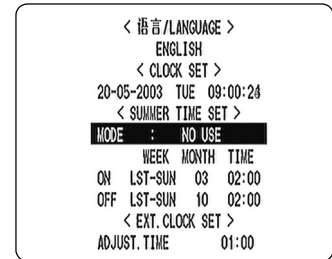 < 语言/LANGUAGE >
ENGLISH
< CLOCK SET >
20-05-2003 TUE 09:00:24
< SUMMER TIME SET >
MODE : NO USE
WEEK MONTH TIME
ON LST-SUN 03 02:00
OFF LST-SUN 10 02:00
< EXT. CLOCK SET >
ADJUST. TIME 01:00